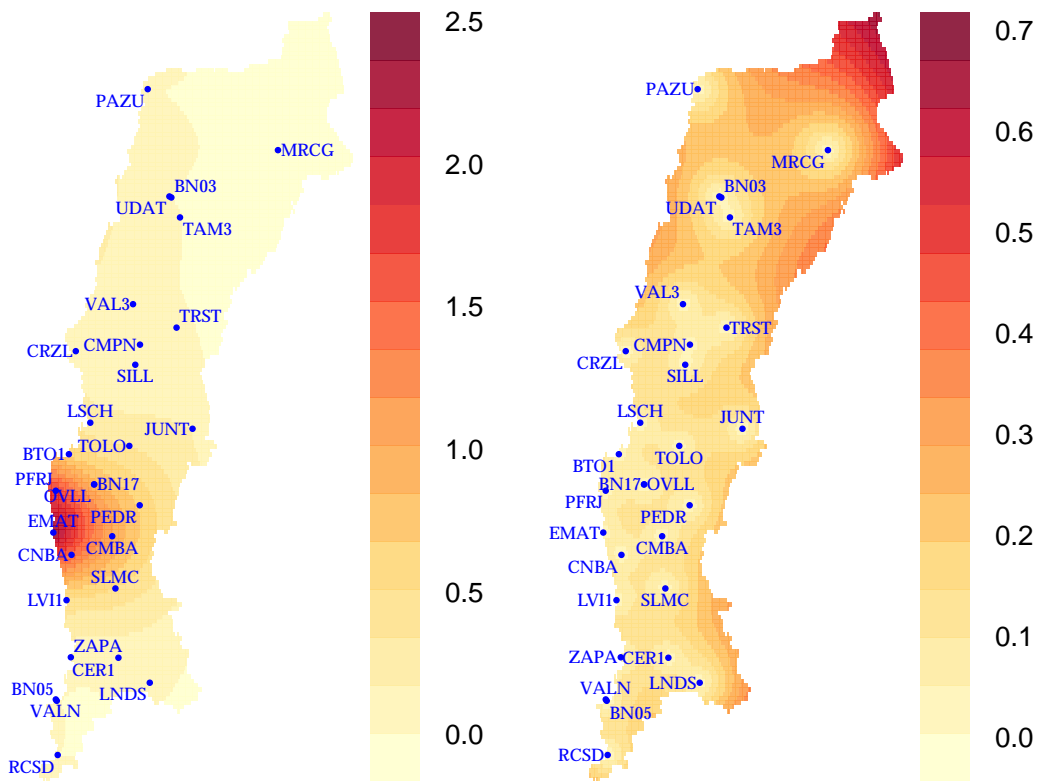 PAZU
MRCG
BN03
UDAT
TAM3
VAL3
TRST
CRZL
CMPN
SILL
LSCH
JUNT
TOLO
BTO1
PFRJ
BN17
OVLL
PEDR
EMAT
CMBA
CNBA
SLMC
LVI1
ZAPA
CER1
BN05
LNDS
VALN
RCSD
2.5
2.0
1.5
1.0
0.5
0.0
PAZU
MRCG
BN03
UDAT
TAM3
VAL3
TRST
CMPN
CRZL
SILL
LSCH
JUNT
TOLO
BTO1
BN17
OVLL
PFRJ
PEDR
EMAT
CMBA
CNBA
LVI1
SLMC
ZAPA
CER1
LNDS
VALN
BN05
RCSD
0.7
0.6
0.5
0.4
0.3
0.2
0.1
0.0